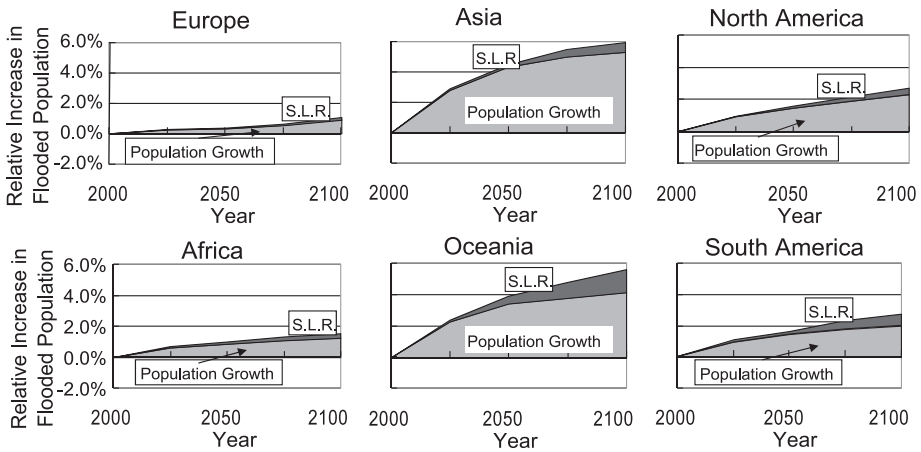 Europe
Asia
North America
Relative Increase in
Flooded Population
6.0%
4.0%
2.0%
0.0%
-2.0%
S.L.R.
Population Growth
S.L.R.
Population Growth
S.L.R.
Population Growth
2000 2050 2100
Year
2000 2050 2100
Year
2000 2050 2100
Year
Africa
Oceania
South America
Relative Increase in
Flooded Population
6.0%
4.0%
2.0%
0.0%
-2.0%
S.L.R.
Population Growth
S.L.R.
Population Growth
S.L.R.
Population Growth
2000 2050 2100
Year
2000 2050 2100
Year
2000 2050 2100
Year